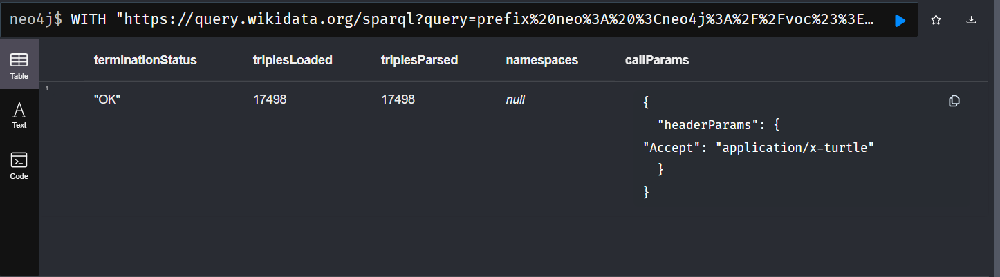 neo4j$ WITH "https://query.wikidata.org/sparql?query=prefix%20neo%3A%20%3Cneo4j%3A%2F%2Fvoc%23%3E…
Table
Text
Code
terminationStatus triplesLoaded triplesParsed namespaces callParams
1
"OK" 17498 17498 null
{
"headerParams": {
"Accept": "application/x-turtle"
}
}